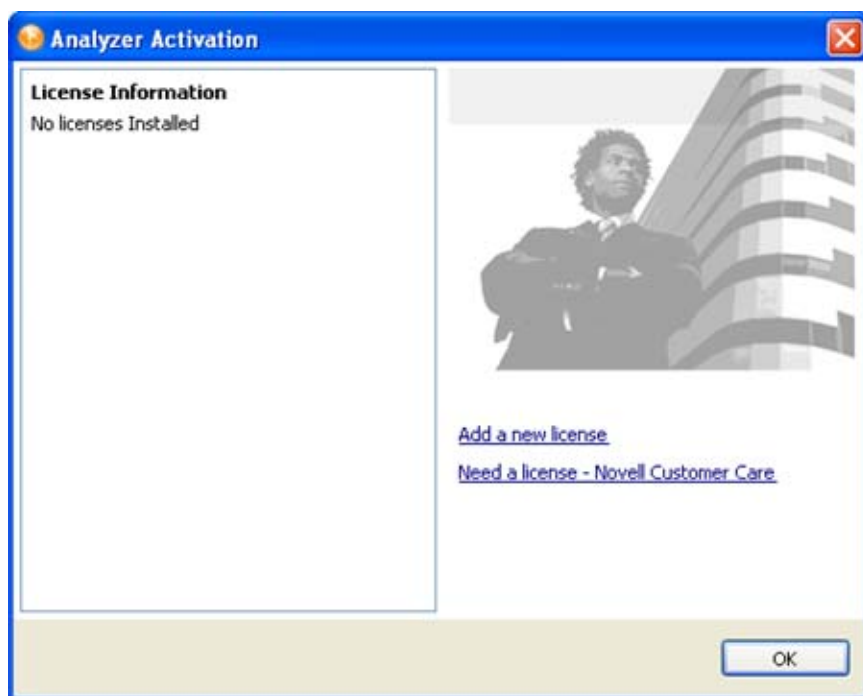 Analyzer Activation
License Information
No licenses Installed
Add a new license
Need a license - Novell Customer Care
OK